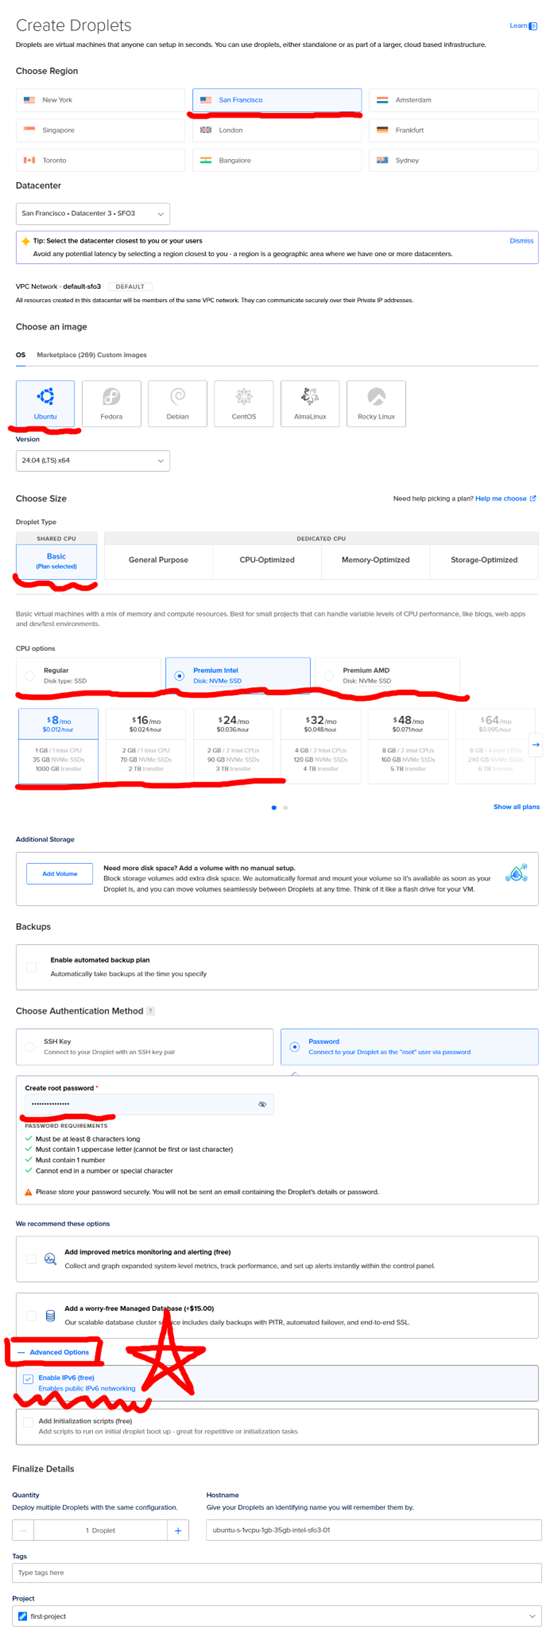 Create Droplets
Learn
Droplets are virtual machines that anyone can setup in seconds. You can use droplets, either standalone or as part of a larger, cloud based infrastructure.
Choose Region
New York
San Francisco
Amsterdam
Singapore
London
Frankfurt
Toronto
Bangalore
Sydney
Datacenter
San Francisco • Datacenter 3 • SFO3
Tip: Select the datacenter closest to you or your users
Dismiss
Avoid any potential latency by selecting a region closest to you - a region is a geographic area where we have one or more datacenters.
VPC Network - default-sfo3 DEFAULT
All resources created in this datacenter will be members of the same VPC network. They can communicate securely over their Private IP addresses.
Choose an image
OS Marketplace (269) Custom images
Ubuntu
Fedora
Debian
CentOS
AlmaLinux
Rocky Linux
Version
24.04 (LTS) x64
Choose Size
Need help picking a plan? Help me choose
Droplet Type
SHARED CPU
DEDICATED CPU
Basic
(Plan selected)
General Purpose
CPU-Optimized
Memory-Optimized
Storage-Optimized
Basic virtual machines with a mix of memory and compute resources. Best for small projects that can handle variable levels of CPU performance, like blogs, web apps
and dev/test environments.
CPU options
Regular
Disk type: SSD
Premium Intel
Disk: NVMe SSD
Premium AMD
Disk: NVMe SSD
$8/mo
$0.012/hour
1 GB / 1 Intel CPU
35 GB NVMe SSDs
1000 GB transfer
$16/mo
$0.024/hour
2 GB / 1 Intel CPU
70 GB NVMe SSDs
2 TB transfer
$24/mo
$0.036/hour
2 GB / 2 Intel CPUs
90 GB NVMe SSDs
3 TB transfer
$32/mo
$0.048/hour
4 GB / 2 Intel CPUs
120 GB NVMe SSDs
4 TB transfer
$48/mo
$0.071/hour
8 GB / 2 Intel CPUs
160 GB NVMe SSDs
5 TB transfer
$64/mo
$0.095/hour
8 GB / 4 Intel CPUs
240 GB NVMe SSDs
6 TB transfer
Show all plans
Additional Storage
Add Volume
Need more disk space? Add a volume with no manual setup.
Block storage volumes add extra disk space. We automatically format and mount your volume so it's available as soon as your
Droplet is, and you can move volumes seamlessly between Droplets at any time. Think of it like a flash drive for your VM.
Backups
Enable automated backup plan
Automatically take backups at the time you specify
Choose Authentication Method ?
SSH Key
Connect to your Droplet with an SSH key pair
Password
Connect to your Droplet as the "root" user via password
Create root password *
PASSWORD REQUIREMENTS
Must be at least 8 characters long
Must contain 1 uppercase letter (cannot be first or last character)
Must contain 1 number
Cannot end in a number or special character
Please store your password securely. You will not be sent an email containing the Droplet's details or password.
We recommend these options
Add improved metrics monitoring and alerting (free)
Collect and graph expanded system-level metrics, track performance, and set up alerts instantly within the control panel.
Add a worry-free Managed Database (+$15.00)
Our scalable database cluster service includes daily backups with PITR, automated failover, and end-to-end SSL.
Advanced Options
Enable IPv6 (free)
Enables public IPv6 networking
Add Initialization scripts (free)
Add scripts to run on initial droplet boot up - great for repetitive or initialization tasks
Finalize Details
Quantity
Deploy multiple Droplets with the same configuration.
1 Droplet
Hostname
Give your Droplets an identifying name you will remember them by.
ubuntu-s-1vcpu-1gb-35gb-intel-sfo3-01
Tags
Type tags here
Project
first-project